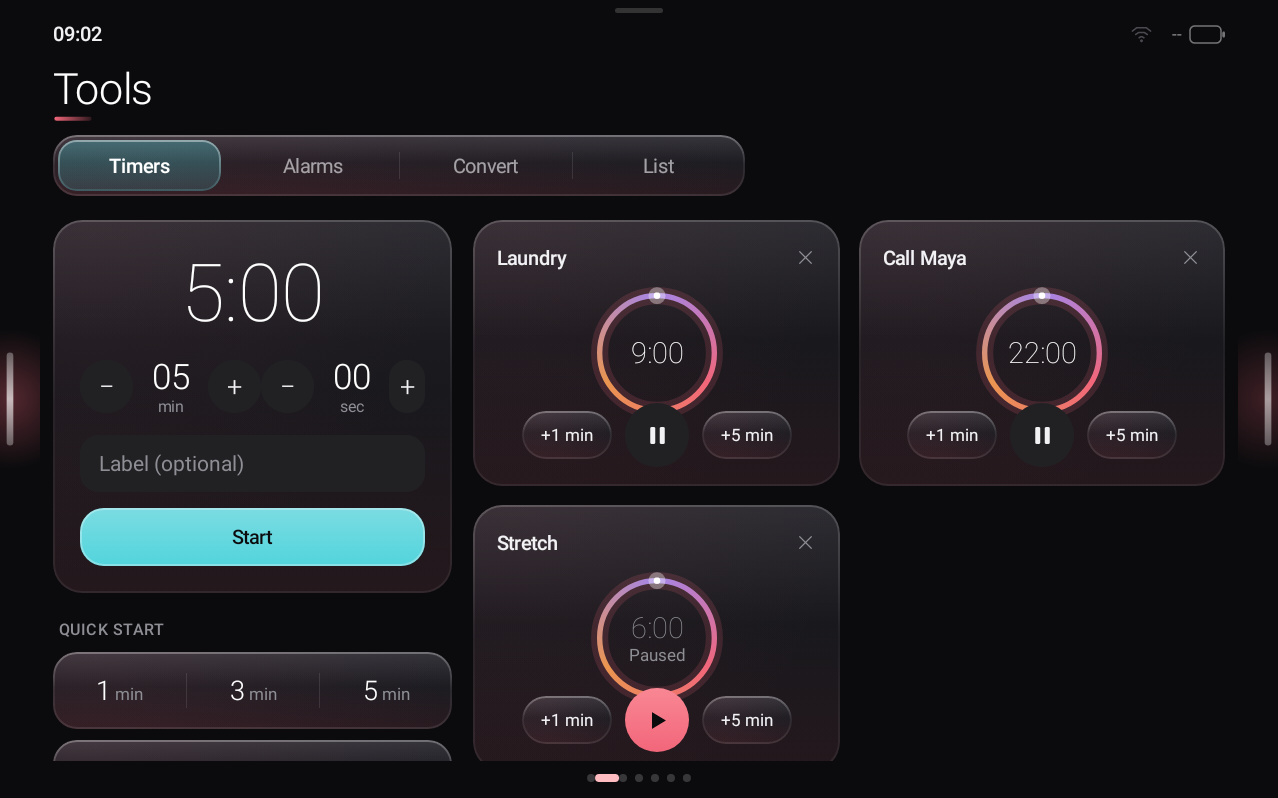 09:02
--
Tools
Timers
Alarms
Convert
List
5:00
− 05 + − 00 +
min
sec
Label (optional)
Start
QUICK START
1 min
3 min
5 min
Laundry
9:00
+1 min
+5 min
Call Maya
22:00
+1 min
+5 min
Stretch
6:00
Paused
+1 min
+5 min